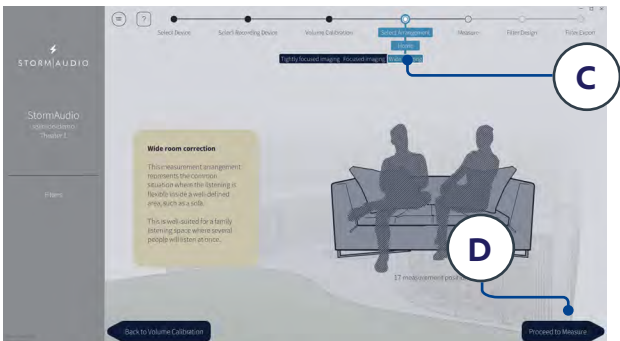 ?
Select Device
Select Recording Device
Volume Calibration
Select Arrangement
Measure
Filter Design
Filter Export
Home
Tightly focused imaging
Focused imaging
C
STORMAUDIO
StormAudio
Theater 1
Filters
Wide room correction
This measurement arrangement
represents the common
situation where the listening is
flexible inside a well-defined
area, such as a sofa.
This is well-suited for a family
listening space where several
people will listen at once.
D
17 measurement
Back to Volume Calibration
Proceed to Measure